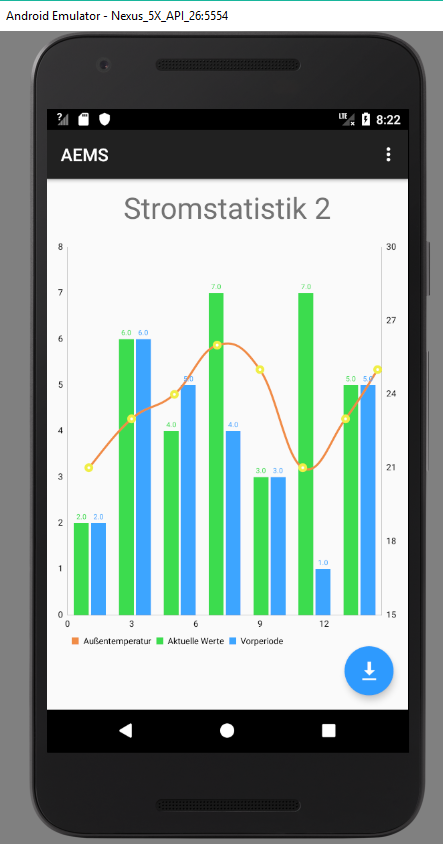 Android Emulator - Nexus_5X_API_26:5554
? LTE 8:22
AEMS
Stromstatistik 2
8 30
7.0 7.0
7 27
6.0 6.0
6
5.0 5.0 5.0
5 24
4.0 4.0
4
3.0 3.0
3 21
2.0 2.0
2 18
1.0
1
0 15
0 3 6 9 12
Außentemperatur Aktuelle Werte Vorperiode